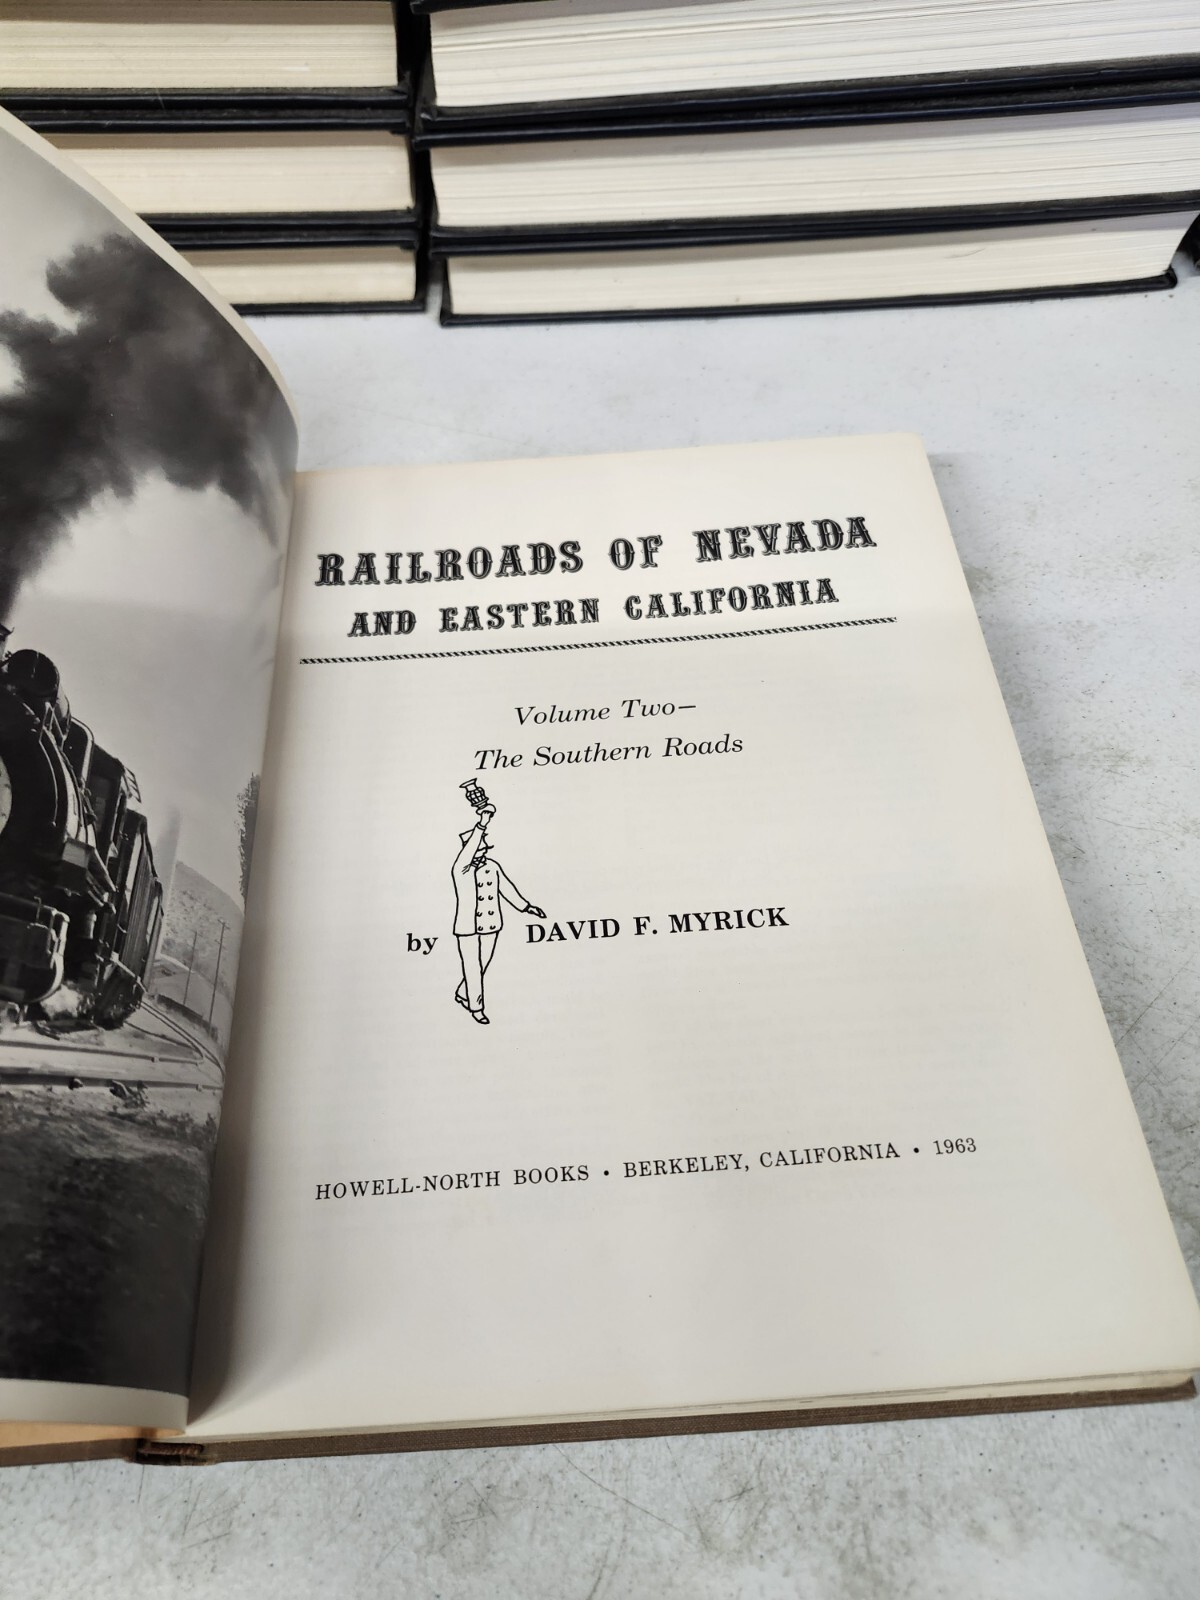 RAILROADS OF NEVADA
AND EASTERN CALIFORNIA
Volume Two—
The Southern Roads
by DAVID F. MYRICK
HOWELL-NORTH BOOKS • BERKELEY, CALIFORNIA • 1963